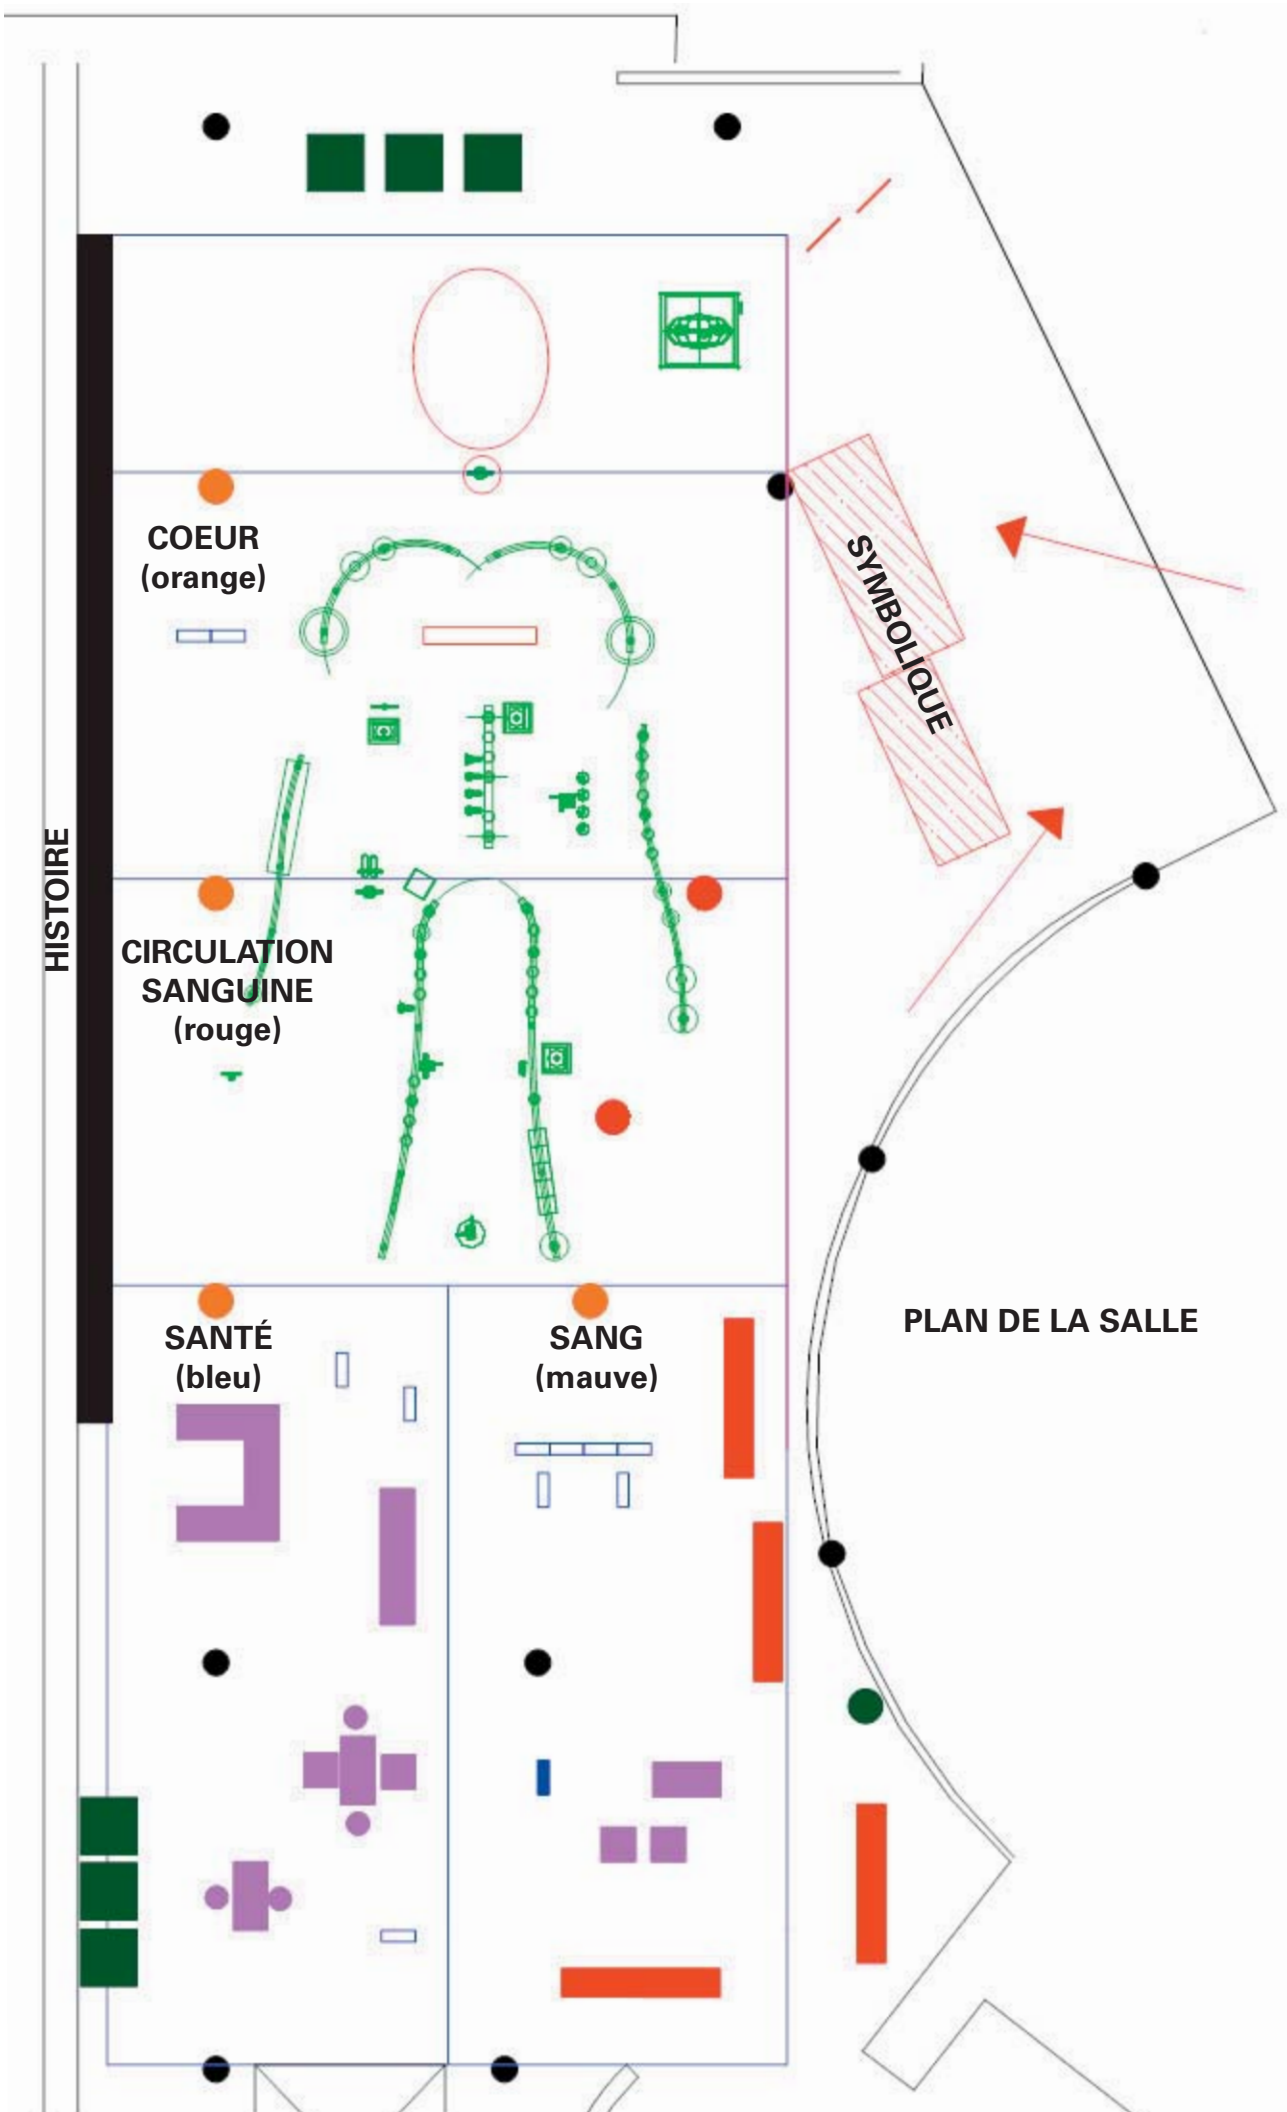 COEUR
(orange)
SYMBOLIQUE
HISTOIRE
CIRCULATION
SANGUINE
(rouge)
SANTÉ
(bleu)
SANG
(mauve)
PLAN DE LA SALLE